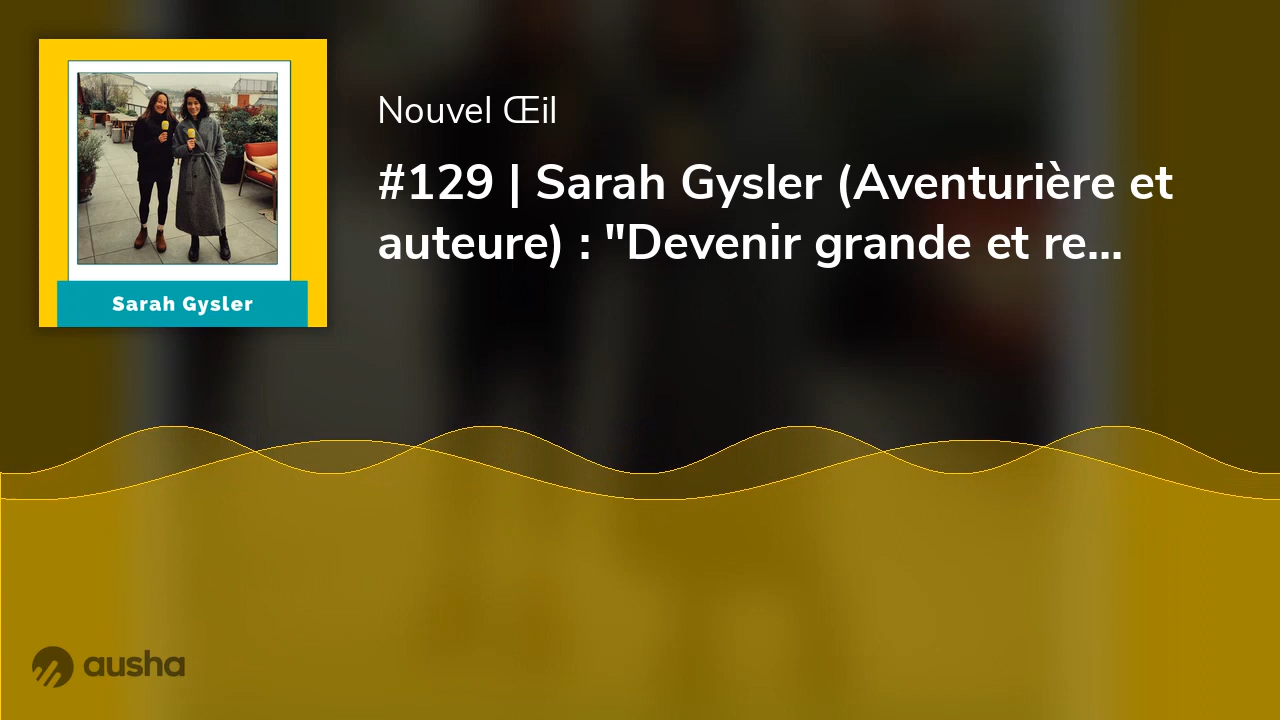 Nouvel Œil
#129 | Sarah Gysler (Aventurière et
auteure) : "Devenir grande et re...
Sarah Gysler
ausha